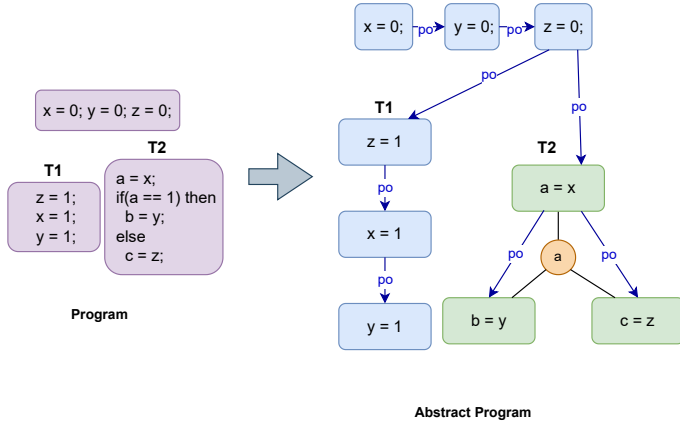 x = 0; y = 0; z = 0;
T1
z = 1;
x = 1;
y = 1;
T2
a = x;
if(a == 1) then
b = y;
else
c = z;
Program
x = 0;
po
y = 0;
po
z = 0;
po
po
T1
z = 1
po
x = 1
po
y = 1
T2
a = x
po
a
po
b = y
c = z
Abstract Program